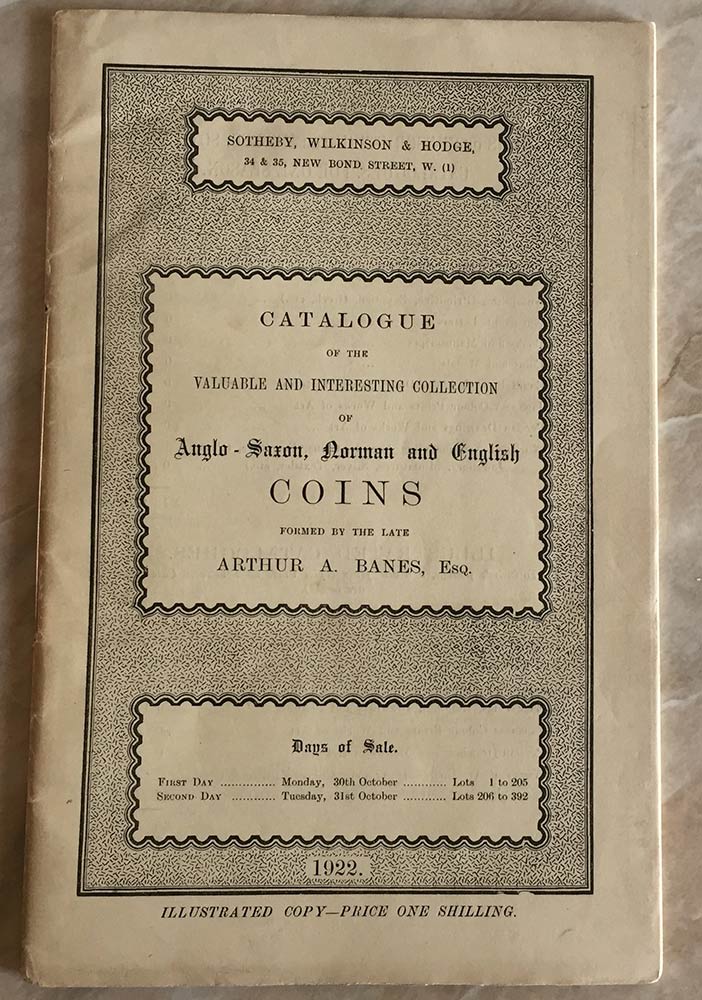 SOTHEBY, WILKINSON & HODGE,
34 & 35, NEW BOND STREET, W. (1)
CATALOGUE
OF THE
VALUABLE AND INTERESTING COLLECTION
OF
Anglo-Saxon, Norman and English
COINS
FORMED BY THE LATE
ARTHUR A. BANES, Esq.
Days of Sale.
First Day .............. Monday, 30th October ........... Lots 1 to 205
Second Day ........... Tuesday, 31st October ........... Lots 206 to 392
1922.
ILLUSTRATED COPY—PRICE ONE SHILLING.